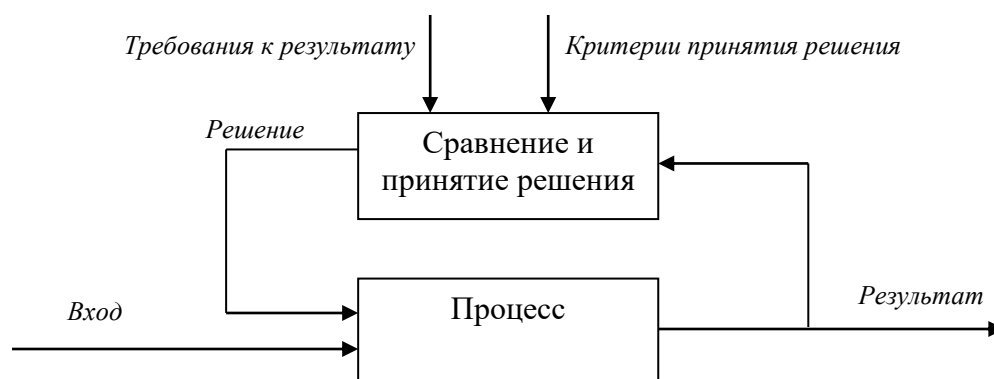 Требования к результату
Критерии принятия решения
Решение
Сравнение и
принятие решения
Вход
Процесс
Результат